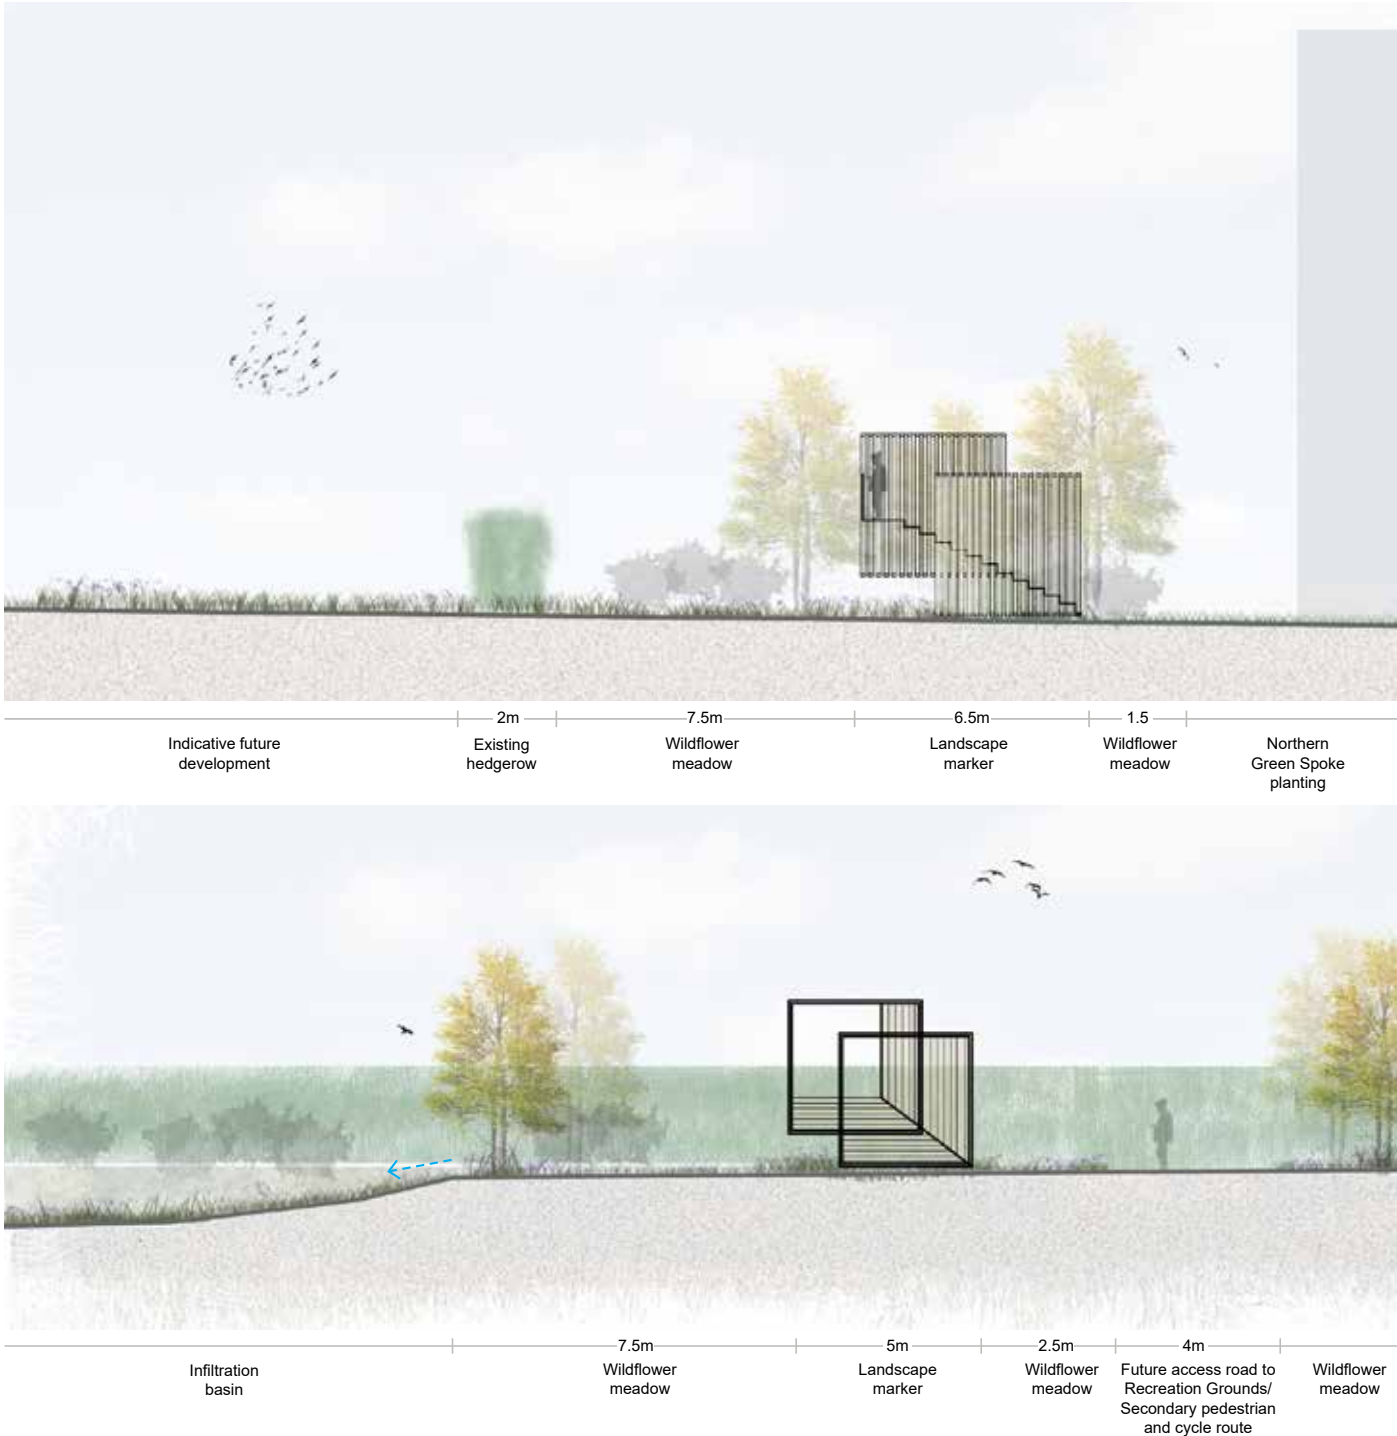 2m
7.5m
6.5m
1.5
Indicative future
development
Existing
hedgerow
Wildflower
meadow
Landscape
marker
Wildflower
meadow
Northern
Green Spoke
planting
7.5m
5m
2.5m
4m
Infiltration
basin
Wildflower
meadow
Landscape
marker
Wildflower
meadow
Future access road to
Recreation Grounds/
Secondary pedestrian
and cycle route
Wildflower
meadow